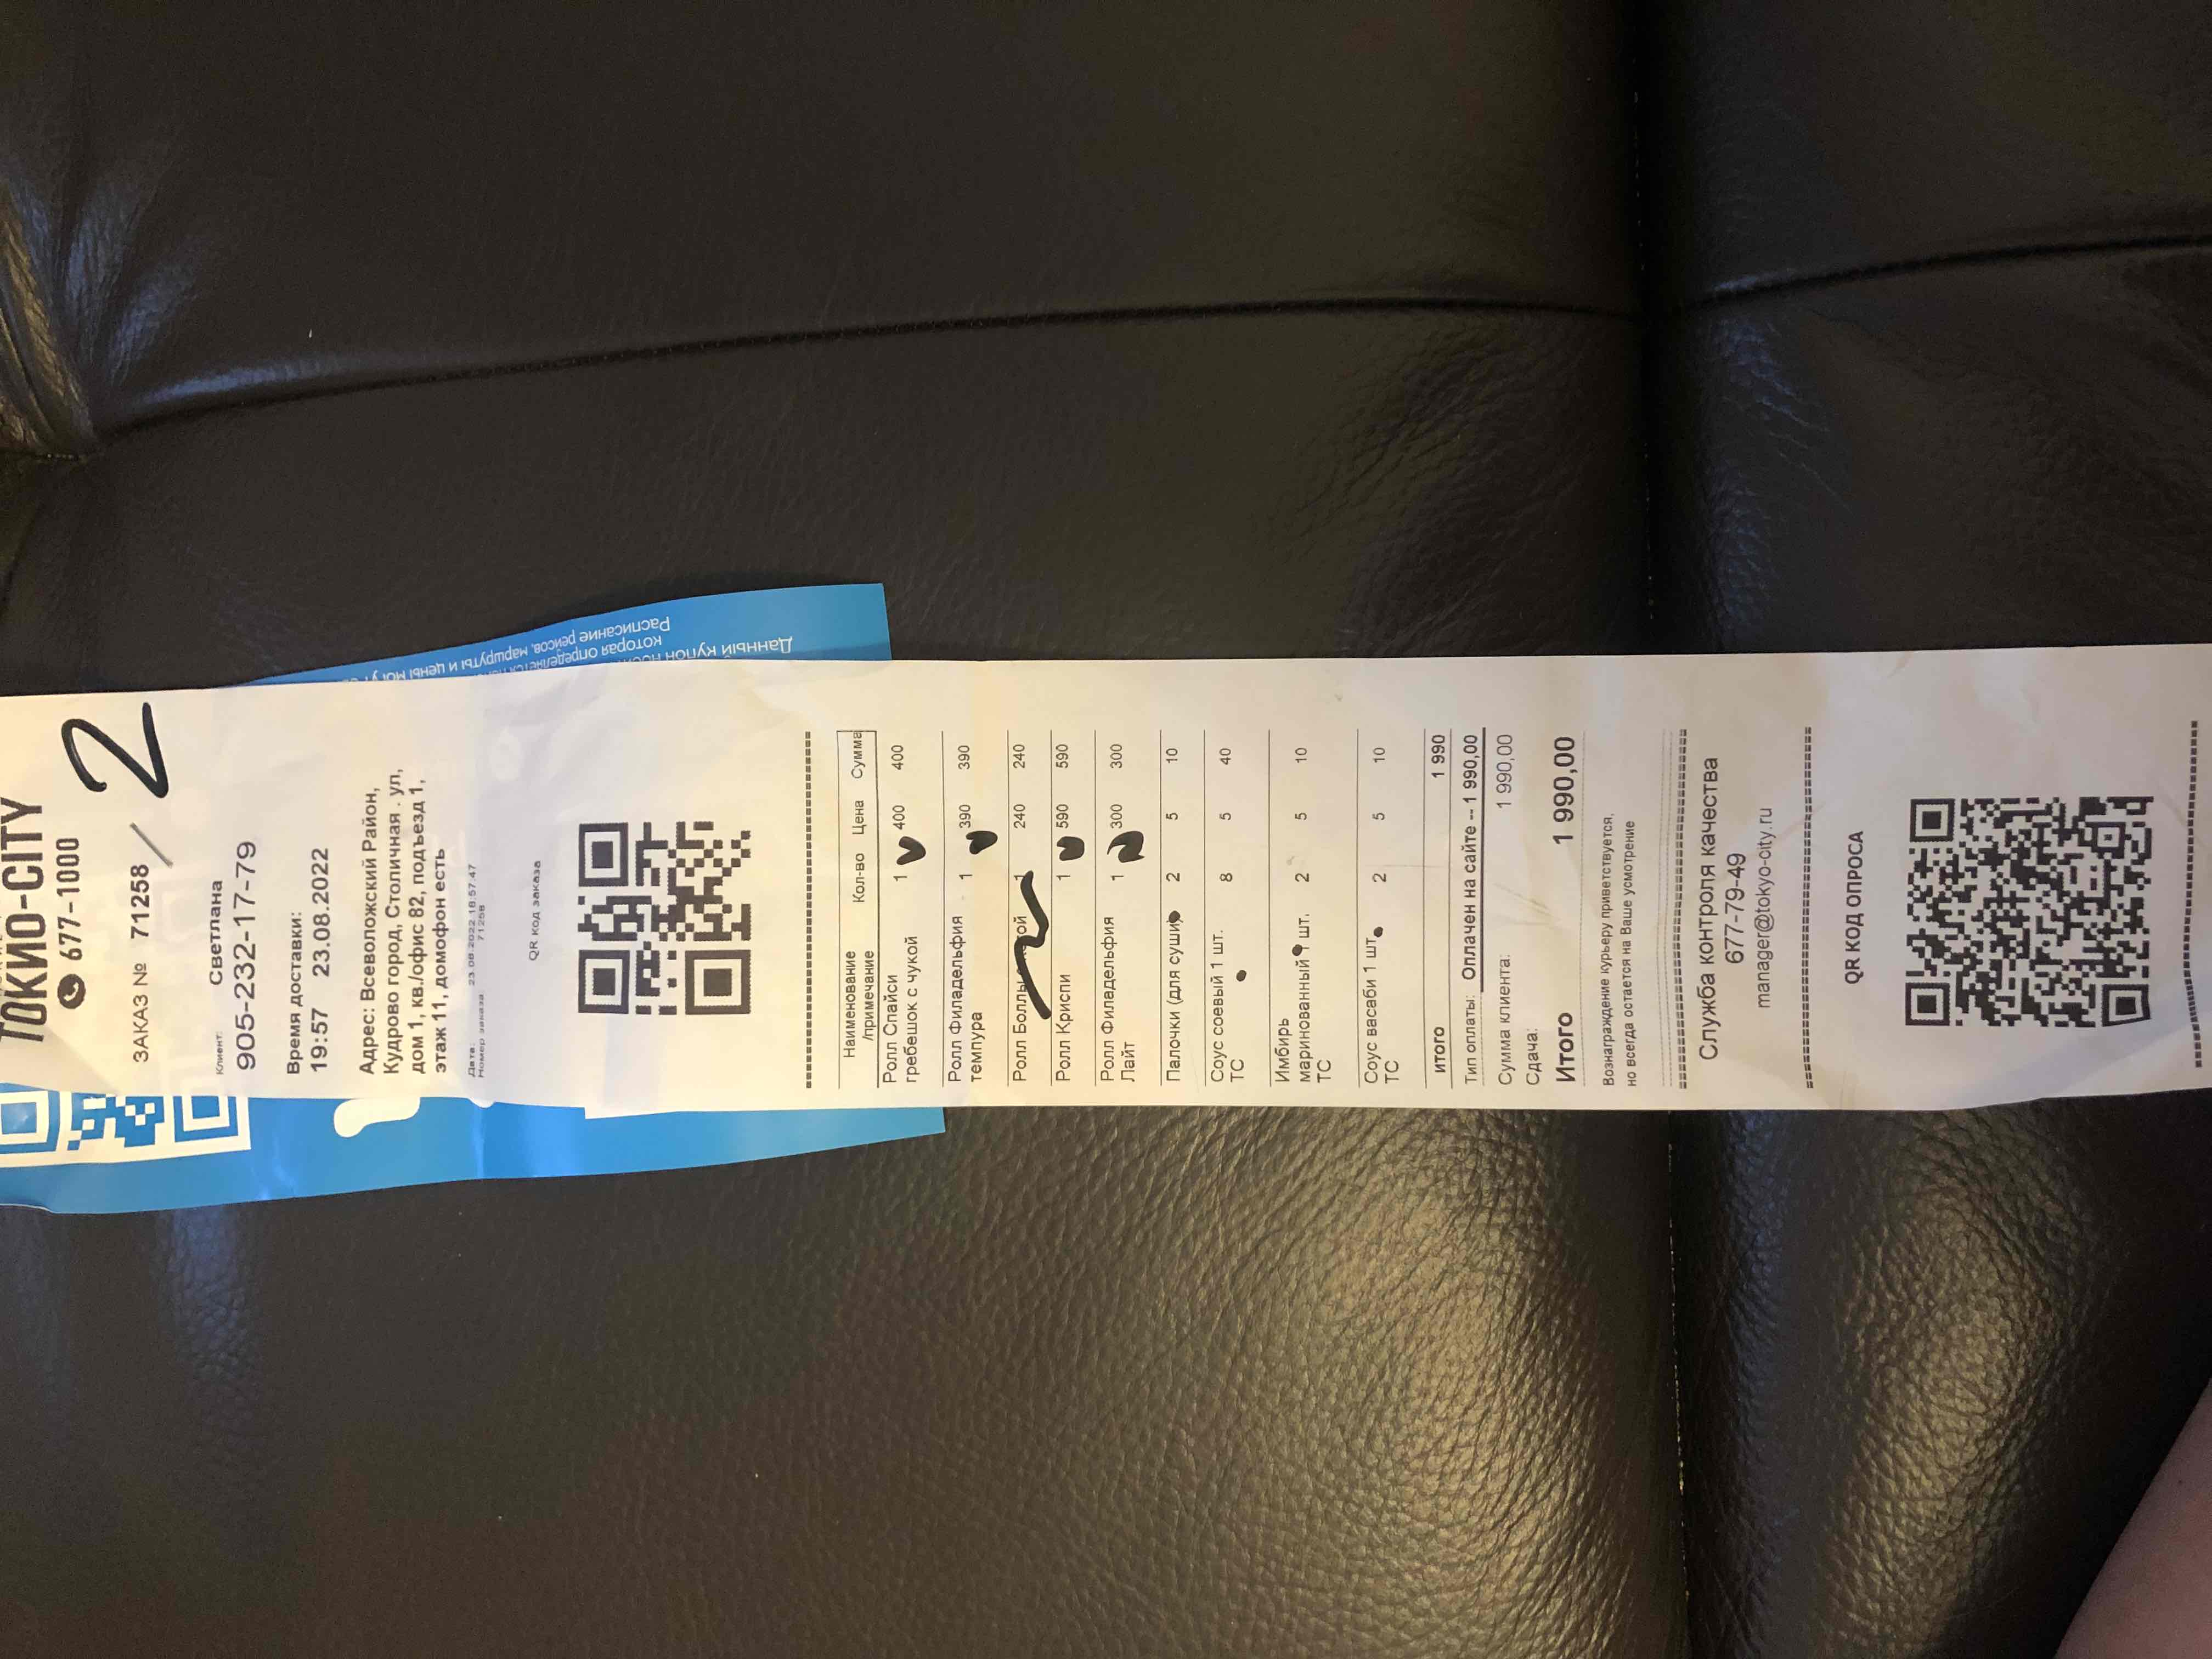 ТОКИО-CITY
677-1000
ЗАКАЗ № 71258
2
Клиент: Светлана
905-232-17-79
Время доставки:
19:57 23.08.2022
Адрес: Всеволожский Район,
Кудрово город, Столичная . ул,
дом 1, кв./офис 82, подъезд 1,
этаж 11, домофон есть
Дата: 23.08.2022 18:57:47
Номер заказа: 71258
QR код заказа
Наименование /примечание Кол-во Цена Сумма
Ролл Спайси 1 400 400
гребешок с чукой
Ролл Филадельфия 1 390 390
темпура
Ролл 1 240 240
Ролл Криспи 1 590 590
Ролл Филадельфия 1 300 300
Лайт
Палочки (для суши) 2 5 10
Соус соевый 1 шт. 8 5 40
ТС
Имбирь
маринованный 1 шт. 2 5 10
ТС
Соус васаби 1 шт. 2 5 10
ТС
итого 1 990
Тип оплаты: Оплачен на сайте -- 1 990,00
Сумма клиента: 1 990,00
Сдача:
Итого 1 990,00
Вознаграждение курьеру приветствуется,
но всегда остается на Ваше усмотрение
Служба контроля качества
677-79-49
manager@tokyo-city.ru
QR КОД ОПРОСА
Данный купон
которая определяется
Расписание рейсов, маршруты и цены могут